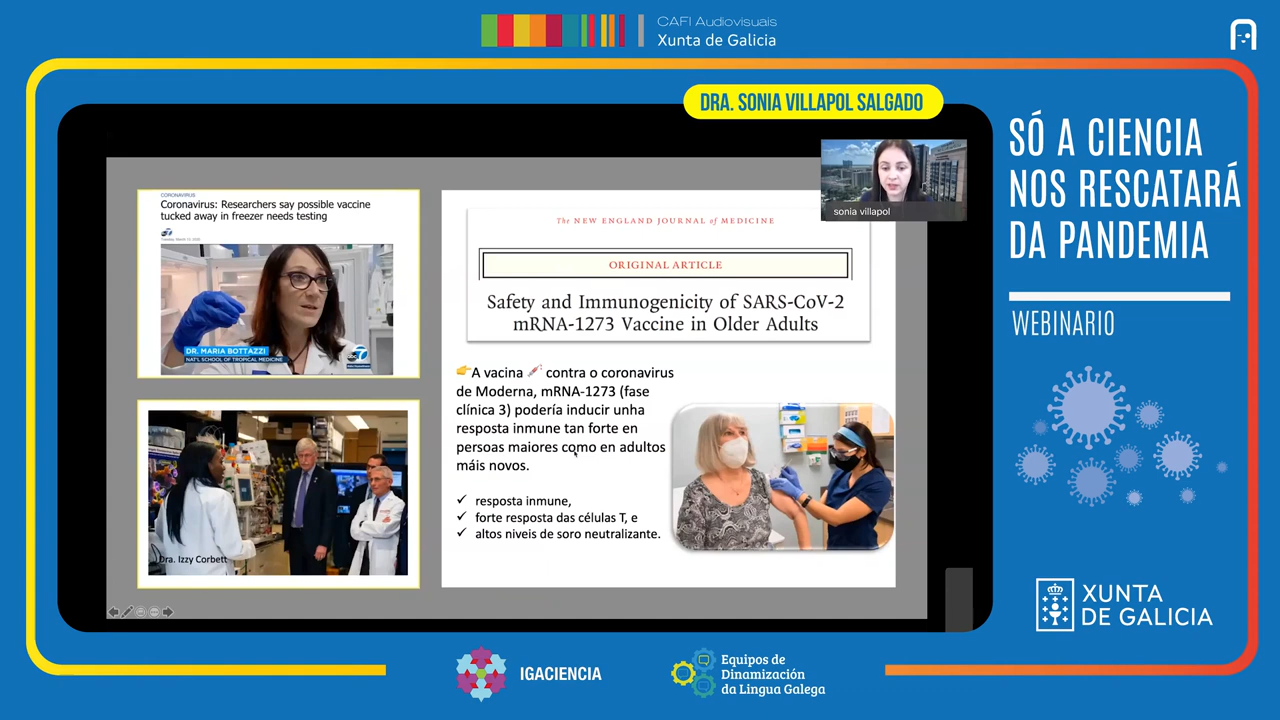 CAFI Audiovisuais
Xunta de Galicia
DRA. SONIA VILLAPOL SALGADO
SÓ A CIENCIA
NOS RESCATARÁ
DA PANDEMIA
WEBINARIO
sonia villapol
CORONAVIRUS
Coronavirus: Researchers say possible vaccine
tucked away in freezer needs testing
DR. MARIA BOTTAZZI
NAT'L SCHOOL OF TROPICAL MEDICINE
Dra. Izzy Corbett
The NEW ENGLAND JOURNAL of MEDICINE
ORIGINAL ARTICLE
Safety and Immunogenicity of SARS-CoV-2
mRNA-1273 Vaccine in Older Adults
👉A vacina 💉 contra o coronavirus
de Moderna, mRNA-1273 (fase
clínica 3) podería inducir unha
resposta inmune tan forte en
persoas maiores como en adultos
máis novos.
✓ resposta inmune,
✓ forte resposta das células T, e
✓ altos niveis de soro neutralizante.
XUNTA
DE GALICIA
IGACIENCIA
Equipos de
Dinamización
da Lingua Galega